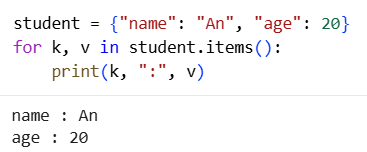 student = {"name": "An", "age": 20}
for k, v in student.items():
    print(k, ":", v)
name : An
age : 20